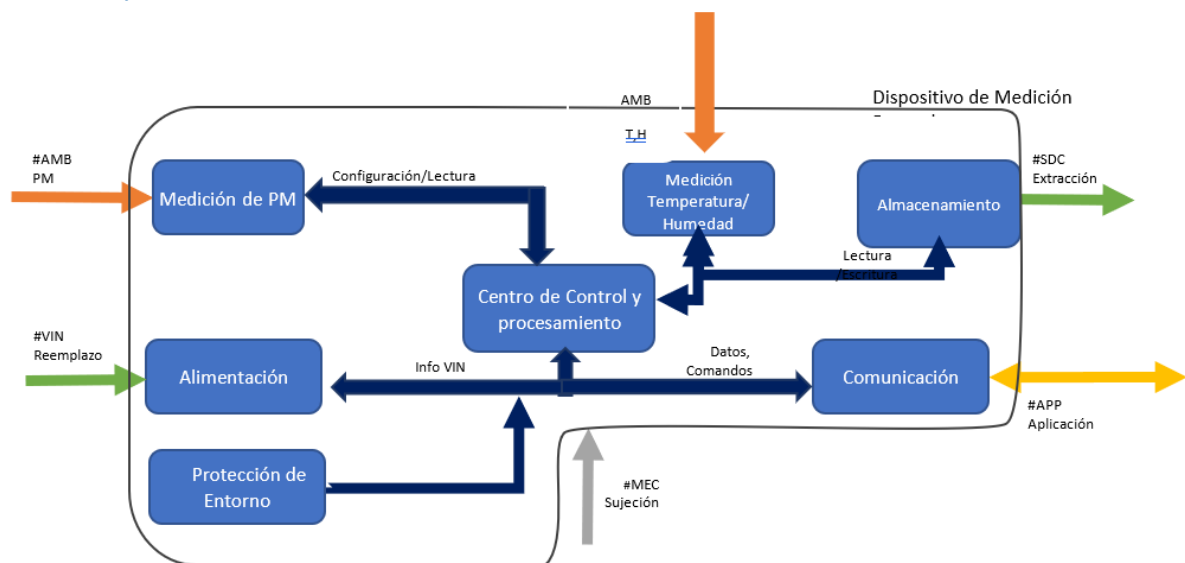 AMB
T,H
Dispositivo de Medición
#AMB
PM
Medición de PM
Configuración/Lectura
Medición
Temperatura/
Humedad
Almacenamiento
#SDC
Extracción
Lectura
/Escritura
Centro de Control y
procesamiento
#VIN
Reemplazo
Alimentación
Info VIN
Datos,
Comandos
Comunicación
#APP
Aplicación
Protección de
Entorno
#MEC
Sujeción